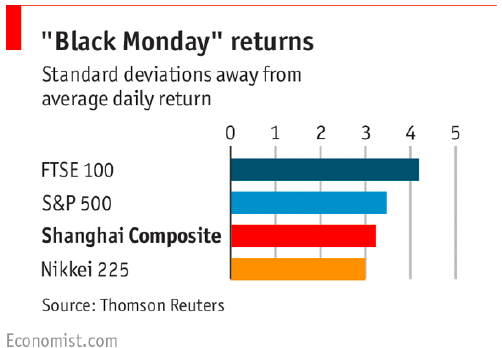 "Black Monday" returns
Standard deviations away from
average daily return
0 1 2 3 4 5
FTSE 100
S&P 500
Shanghai Composite
Nikkei 225
Source: Thomson Reuters
Economist.com